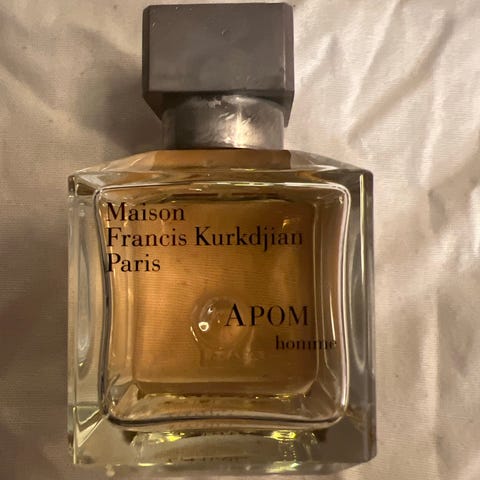 Maison
Francis Kurkdjian
Paris
APOM
homme